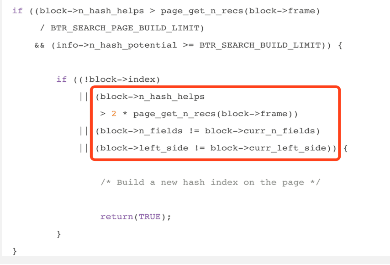 if ((block->n_hash_helps > page_get_n_recs(block->frame)
/ BTR_SEARCH_PAGE_BUILD_LIMIT)
&& (info->n_hash_potential >= BTR_SEARCH_BUILD_LIMIT)) {
if ((!block->index)
|| (block->n_hash_helps
> 2 * page_get_n_recs(block->frame))
|| (block->n_fields != block->curr_n_fields)
|| (block->left_side != block->curr_left_side)) {
/* Build a new hash index on the page */
return(TRUE);
}
}